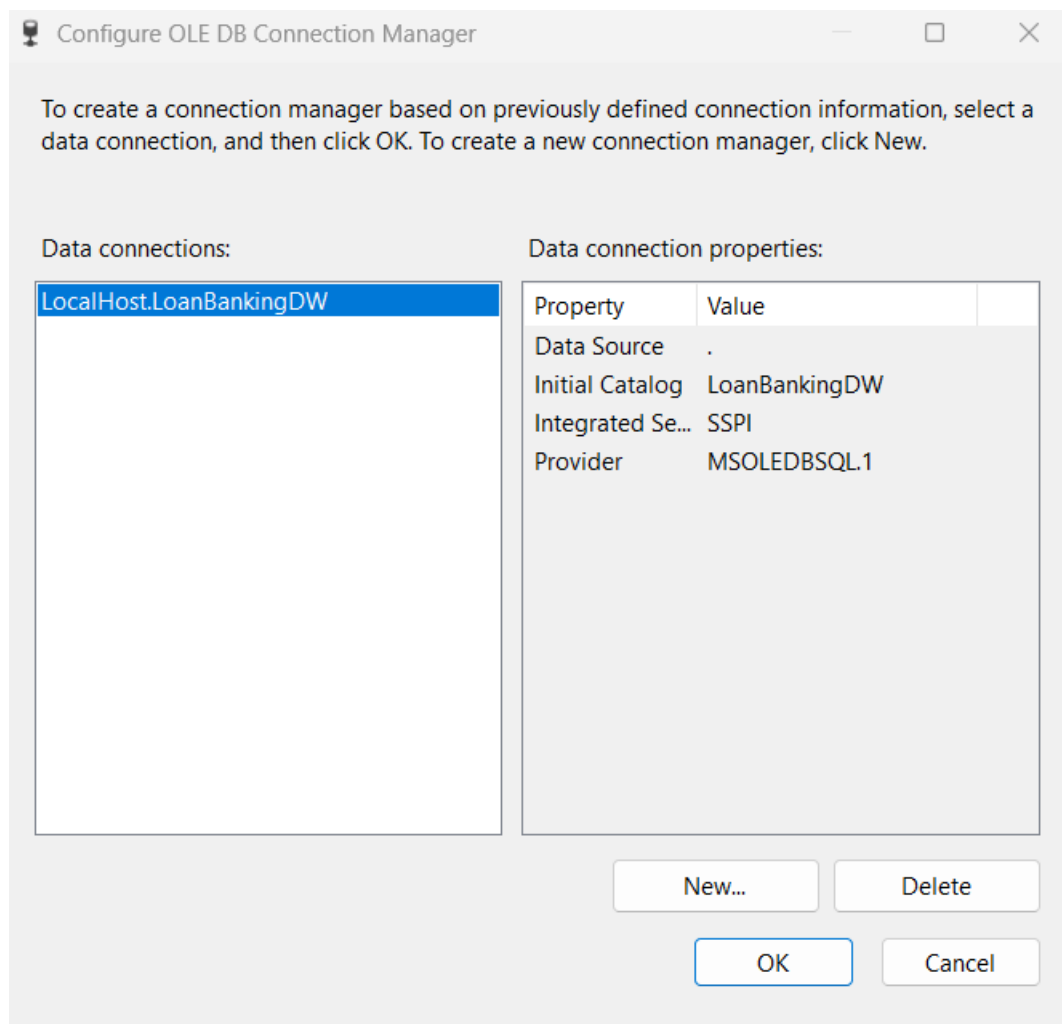 Configure OLE DB Connection Manager
To create a connection manager based on previously defined connection information, select a
data connection, and then click OK. To create a new connection manager, click New.
Data connections:
LocalHost.LoanBankingDW
Data connection properties:
Property Value
Data Source .
Initial Catalog LoanBankingDW
Integrated Se... SSPI
Provider MSOLEDBSQL.1
New... Delete
OK Cancel